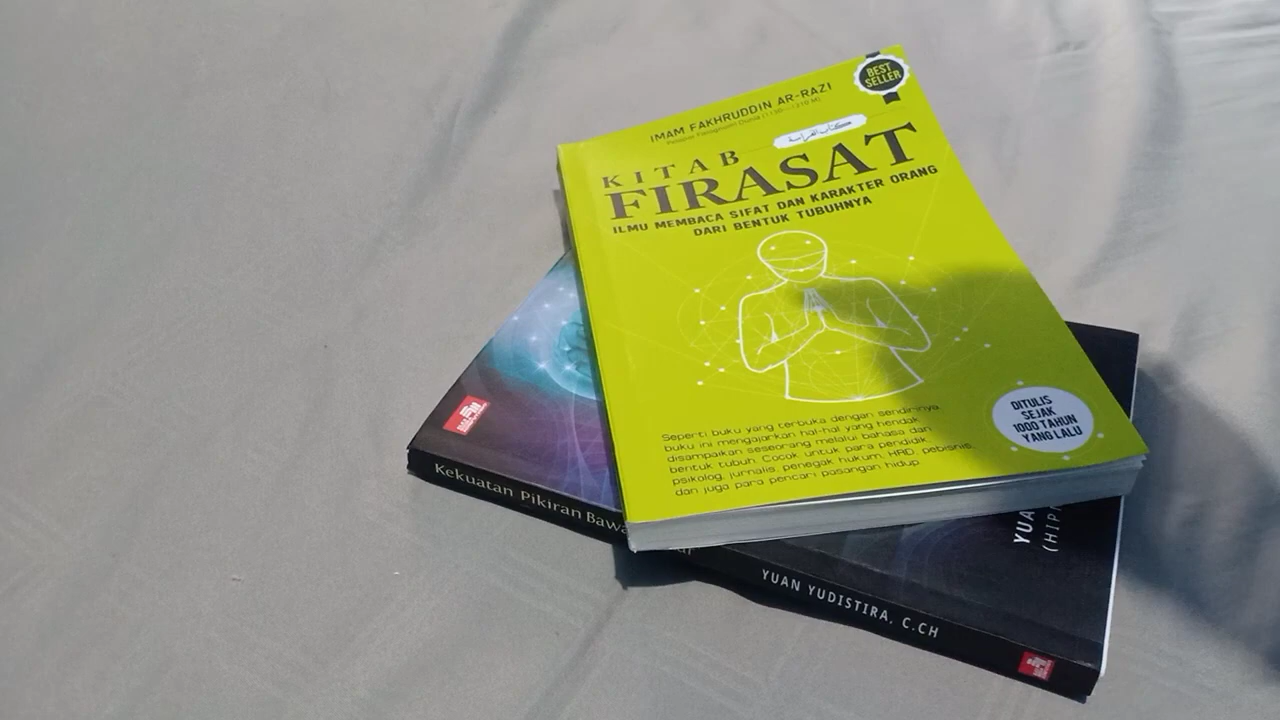 BEST
SELLER
IMAM FAKHRUDDIN AR-RAZI
كتاب الفراسة
KITAB
FIRASAT
ILMU MEMBACA SIFAT DAN KARAKTER ORANG
DARI BENTUK TUBUHNYA
Seperti buku yang terbuka dengan sendirinya,
buku ini mengajarkan hal-hal yang hendak
disampaikan seseorang melalui bahasa dan
bentuk tubuh. Cocok untuk para pendidik,
psikolog, jurnalis, penegak hukum, HRD, pebisnis,
dan juga para pencari pasangan hidup.
DITULIS
SEJAK
1000 TAHUN
YANG LALU
Kekuatan Pikiran Bawa
YUAN YUDISTIRA, C.CH
YUA
(HIP